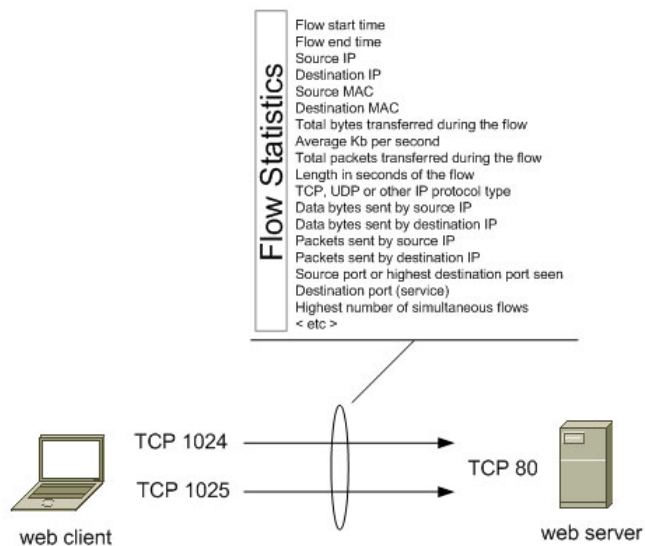 Flow Statistics
Flow start time
Flow end time
Source IP
Destination IP
Source MAC
Destination MAC
Total bytes transferred during the flow
Average Kb per second
Total packets transferred during the flow
Length in seconds of the flow
TCP, UDP or other IP protocol type
Data bytes sent by source IP
Data bytes sent by destination IP
Packets sent by source IP
Packets sent by destination IP
Source port or highest destination port seen
Destination port (service)
Highest number of simultaneous flows
< etc >
TCP 1024
TCP 80
TCP 1025
web client
web server